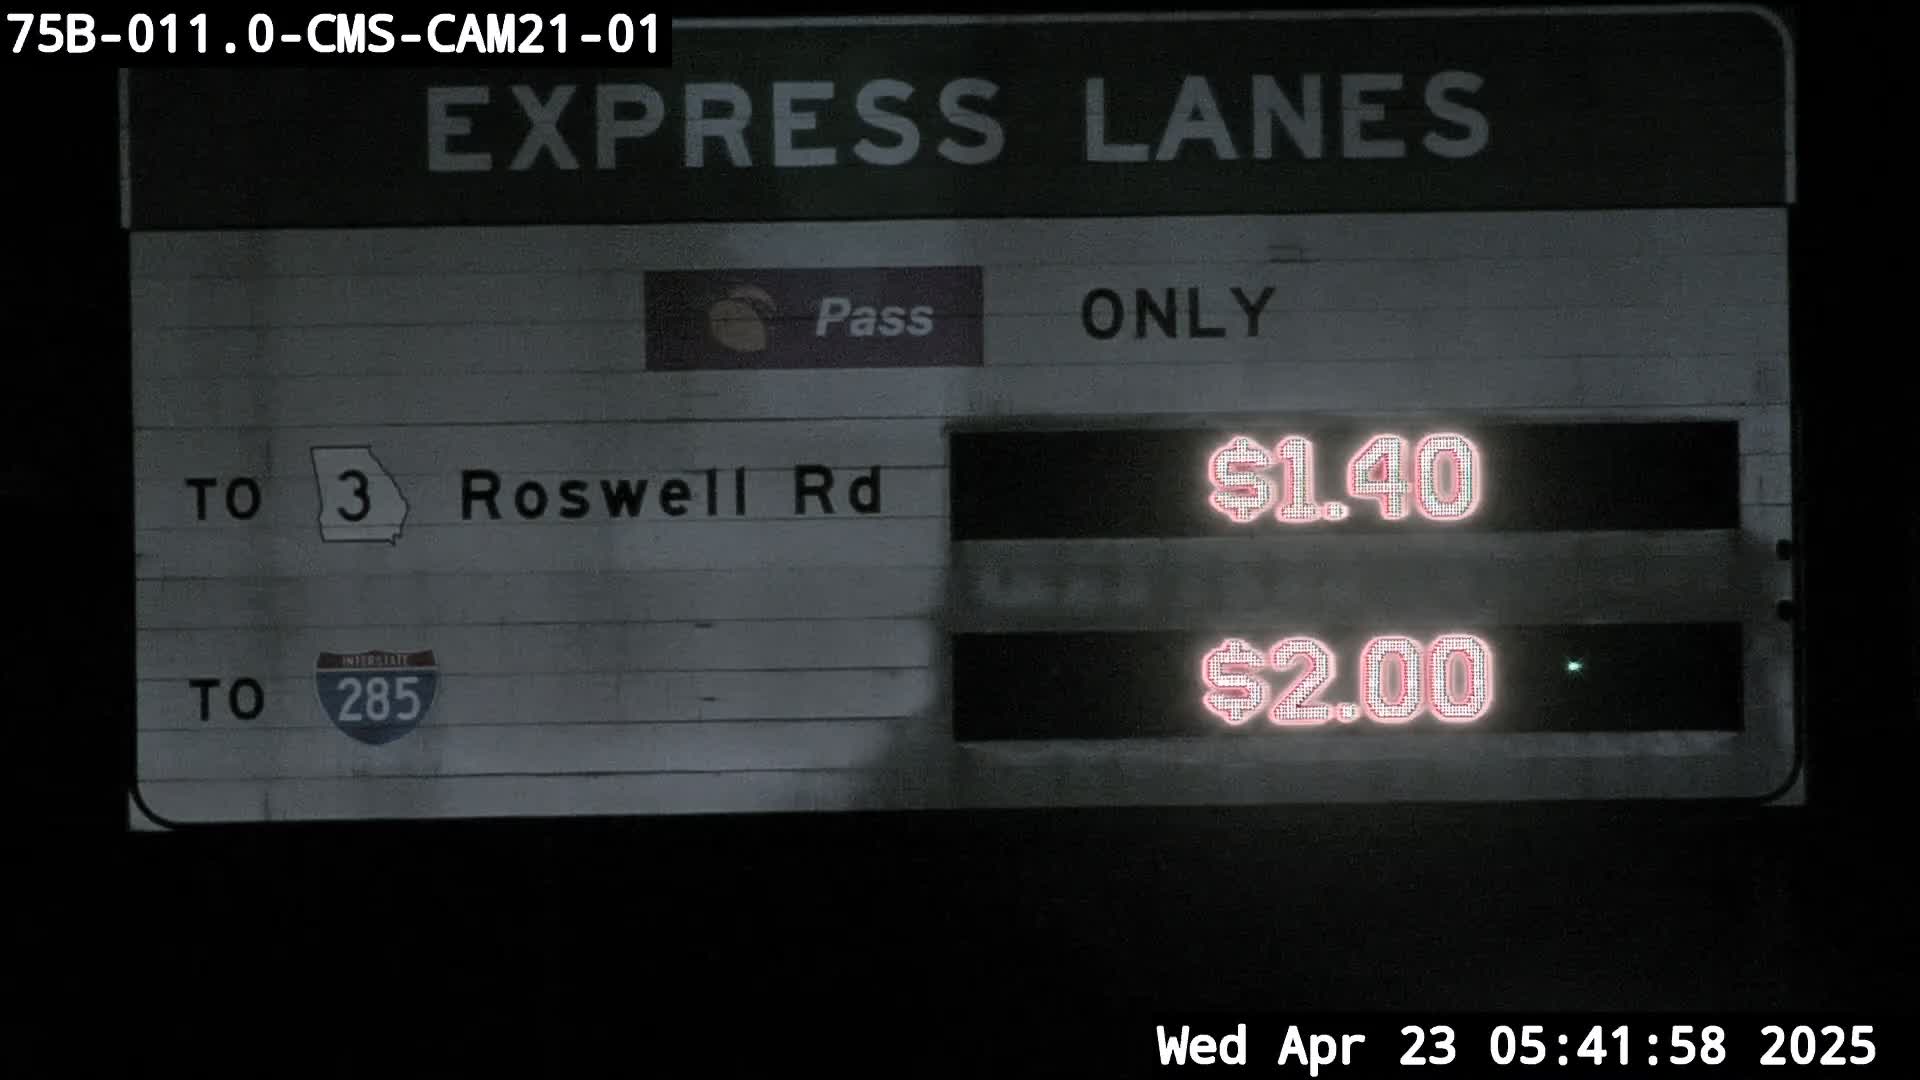 75B-011.0-CMS-CAM21-01
EXPRESS LANES
Pass ONLY
TO 3 Roswell Rd $1.40
TO INTERSTATE 285 $2.00
Wed Apr 23 05:41:58 2025